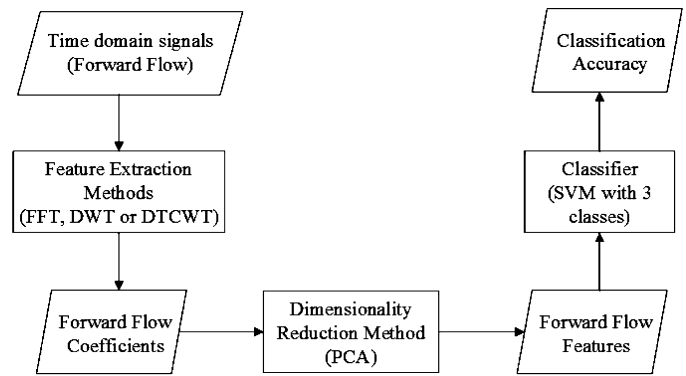 Time domain signals
(Forward Flow)
Feature Extraction
Methods
(FFT, DWT or DTCWT)
Forward Flow
Coefficients
Dimensionality
Reduction Method
(PCA)
Forward Flow
Features
Classifier
(SVM with 3
classes)
Classification
Accuracy